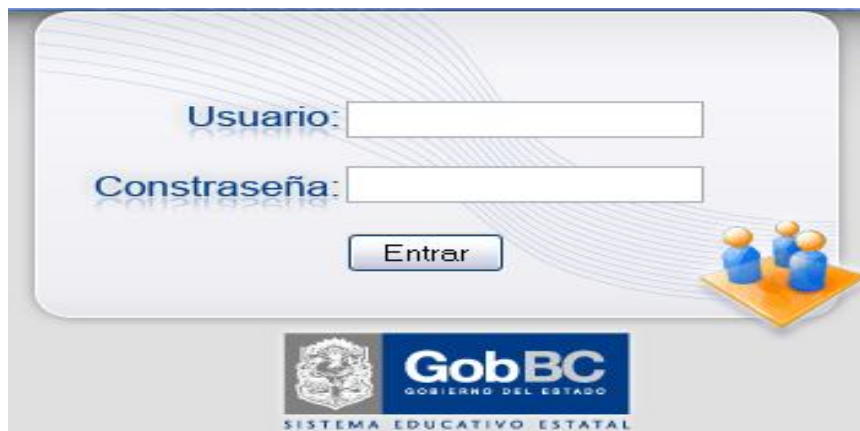 Usuario:
Constraseña:
Entrar
GobBC
GOBIERNO DEL ESTADO
SISTEMA EDUCATIVO ESTATAL